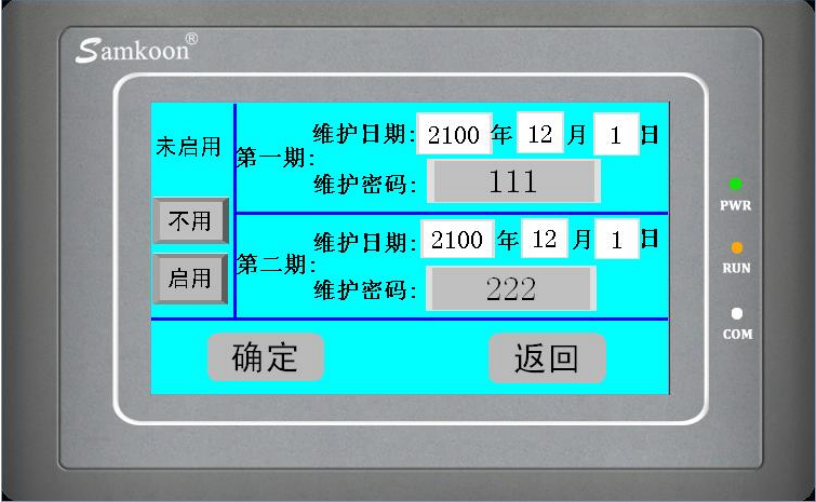 Samkoon®
未启用
第一期:
维护日期: 2100 年 12 月 1 日
维护密码: 111
不用
启用
第二期:
维护日期: 2100 年 12 月 1 日
维护密码: 222
确定
返回
PWR
RUN
COM